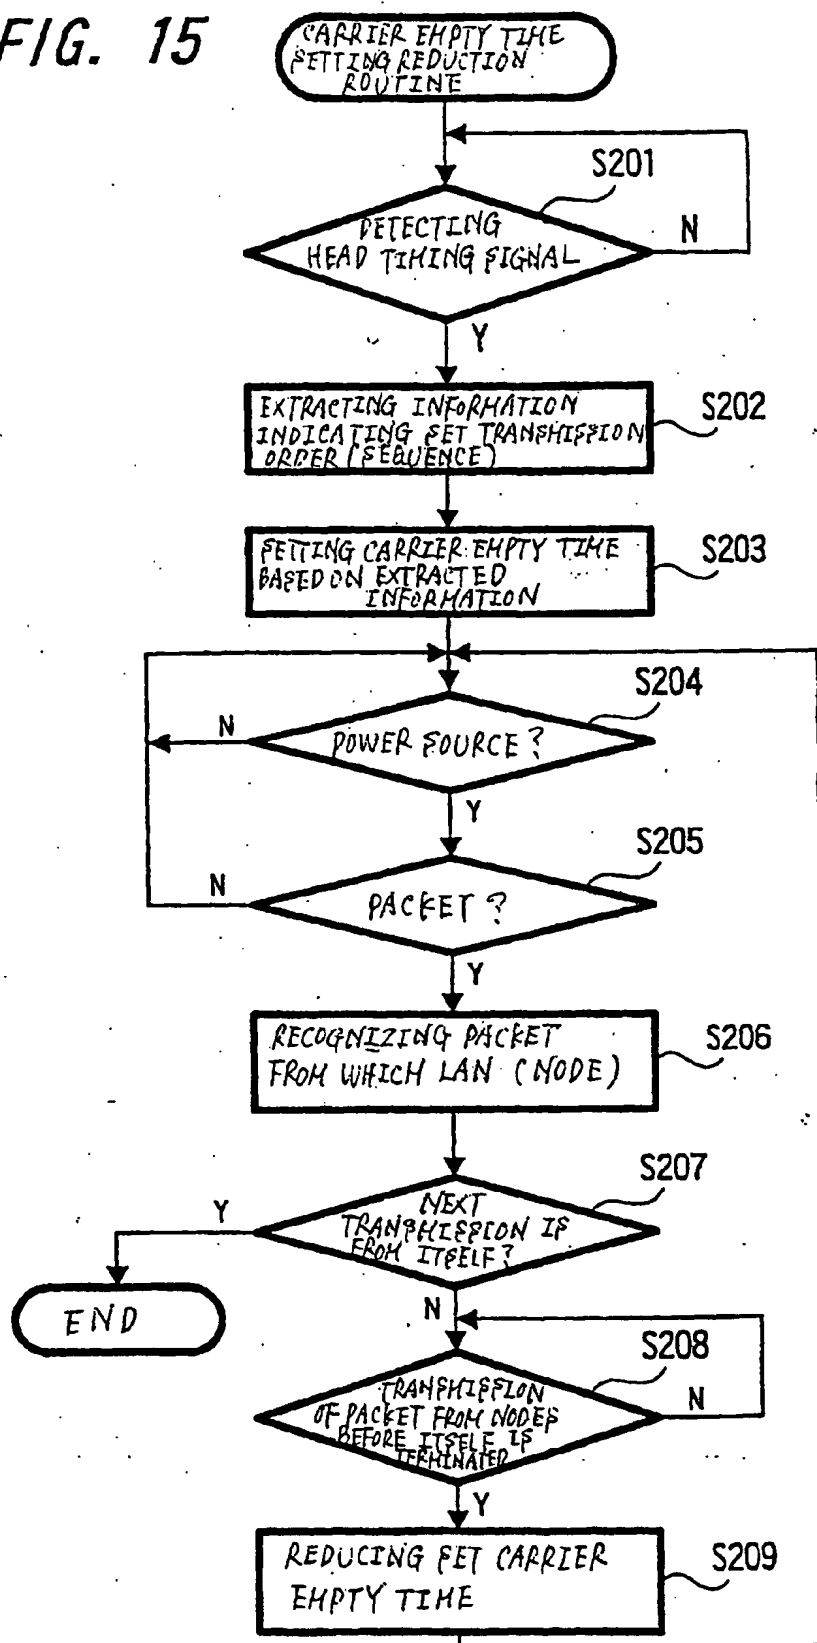 FIG. 15
CARRIER EMPTY TIME
SETTING REDUCTION
ROUTINE
S201
DETECTING
HEAD TIMING SIGNAL
N
Y
EXTRACTING INFORMATION
INDICATING SET TRANSMISSION
ORDER (SEQUENCE)
S202
SETTING CARRIER EMPTY TIME
BASED ON EXTRACTED
INFORMATION
S203
S204
N
POWER SOURCE?
Y
S205
N
PACKET?
Y
RECOGNIZING PACKET
FROM WHICH LAN (NODE)
S206
S207
Y
NEXT
TRANSMISSION IS
FROM ITSELF?
END
N
S208
TRANSMISSION
OF PACKET FROM NODES
BEFORE ITSELF IS
TERMINATED
N
Y
REDUCING SET CARRIER
EMPTY TIME
S209